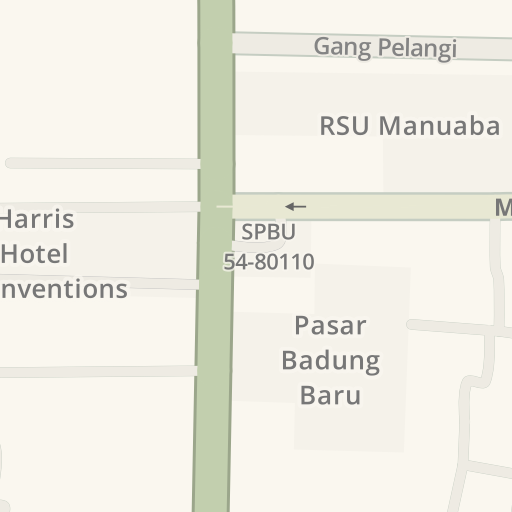 Gang Pelangi
RSU Manuaba
M
Harris
Hotel
nventions
SPBU
54-80110
Pasar
Badung
Baru